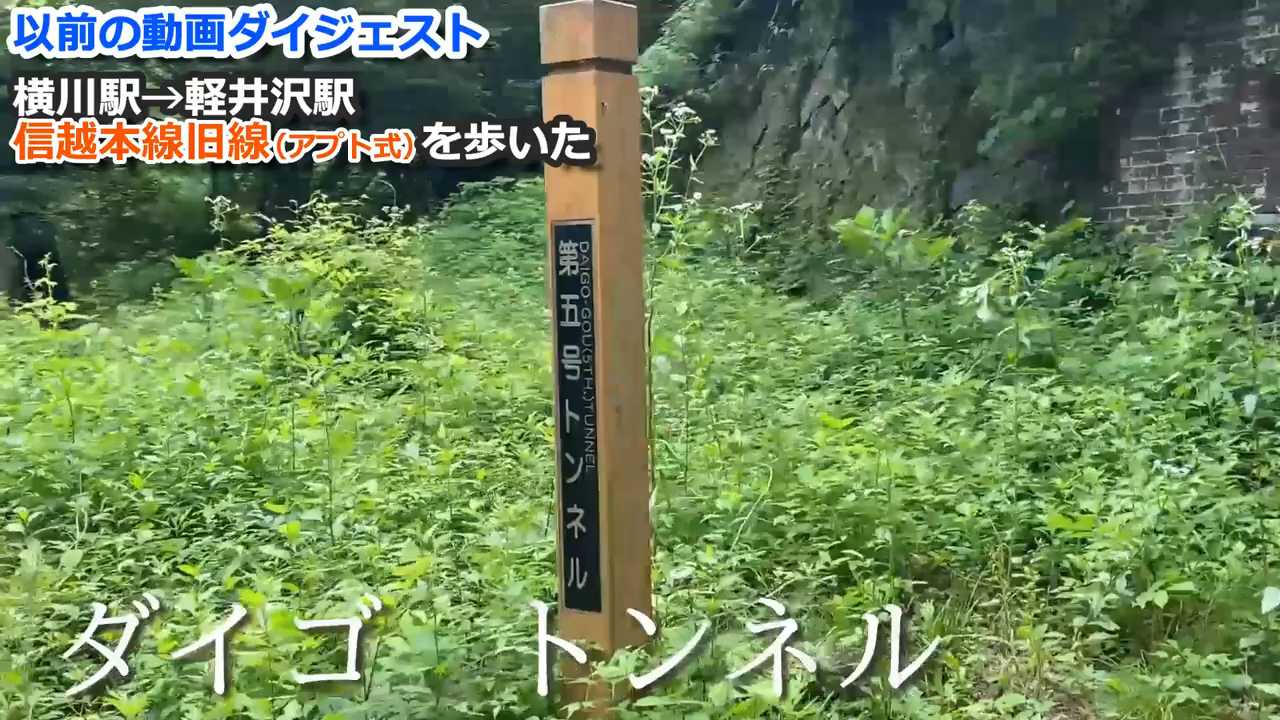 以前の動画ダイジェスト
横川駅→軽井沢駅
信越本線旧線(アプト式)を歩いた
第五号トンネル
DAIGO-GOU(5TH.)TUNNEL
ダイゴ トンネル